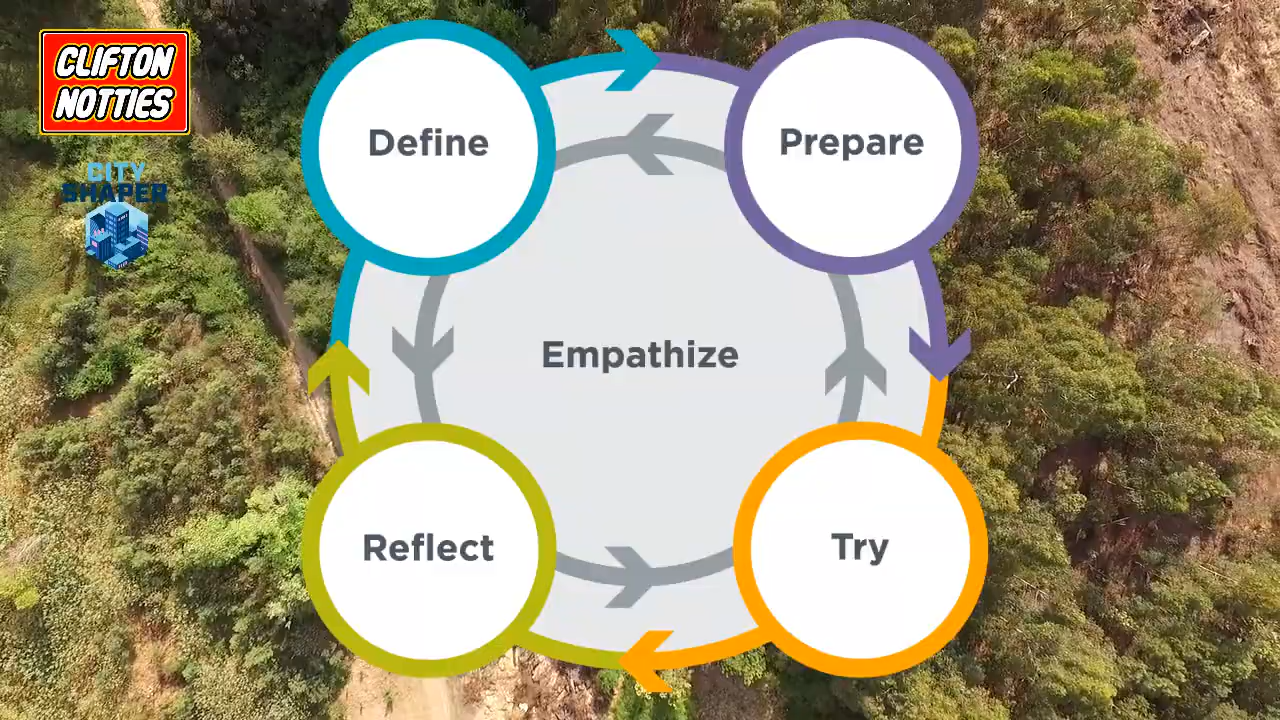 CLIFTON
NOTTIES
CITY
SHAPER
Define
Prepare
Empathize
Reflect
Try